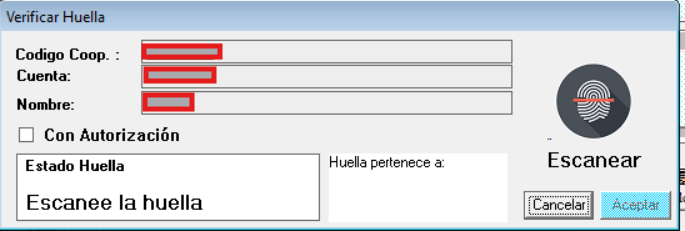 Verificar Huella
Codigo Coop. :
Cuenta:
Nombre:
Con Autorización
Estado Huella
Escanee la huella
Huella pertenece a:
Escanear
Cancelar
Aceptar